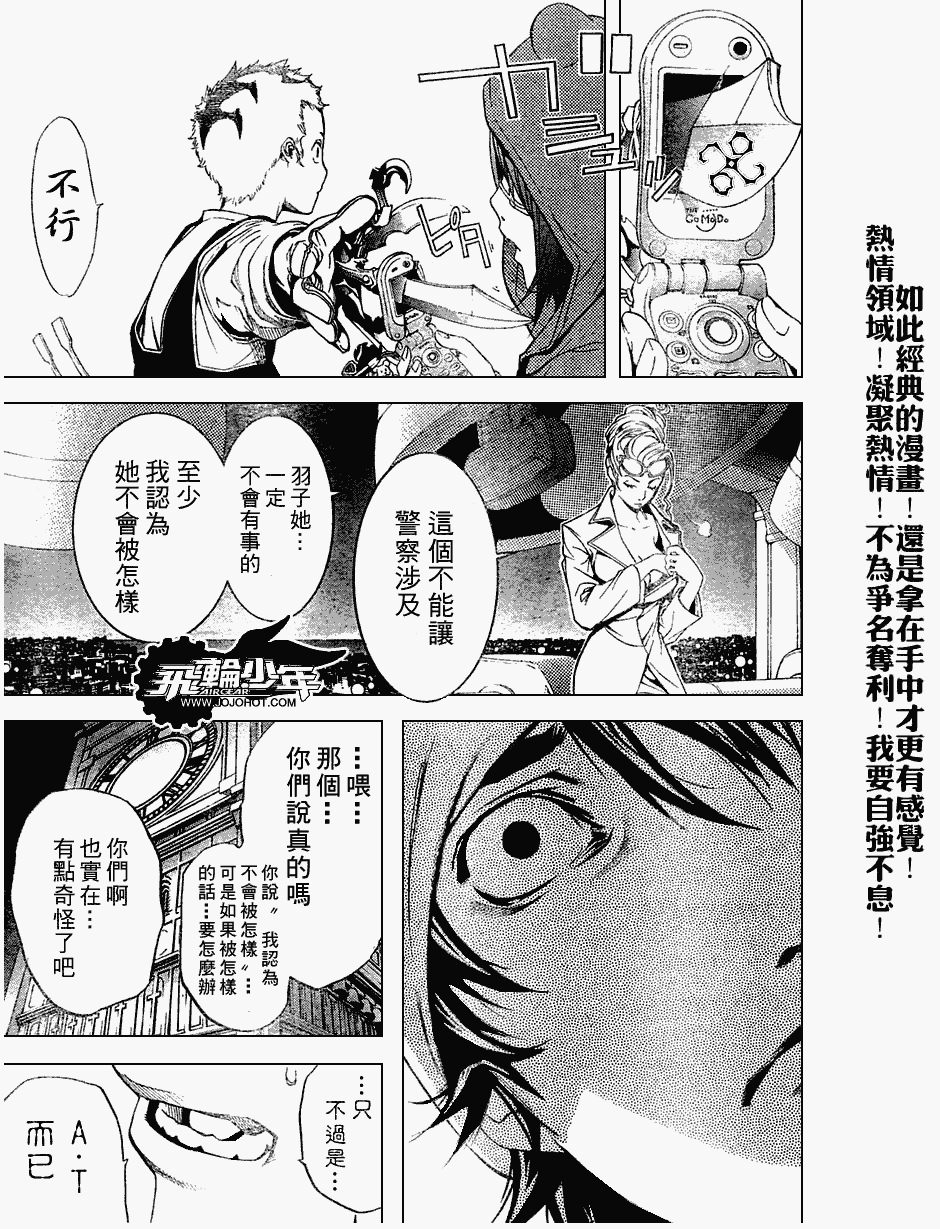 如此經典的漫畫！還是拿在手中才更有感覺！
熱情領域！凝聚熱情！不為爭名奪利！我要自強不息！
THE
GoMaDo
ガシャ
ピタ
不行
這個不能讓
警察涉及
羽子她…
一定
不會有事的
至少
我認為
她不會被怎樣
飛輪少年
AIRGEAR
WWW.JOJOHOT.COM
…喂…
那個…
你們說真的嗎
你說〝我認為
不會被怎樣〞…
可是如果被怎樣
的話…要怎麼辦
你們啊
也實在…
有點奇怪了吧
…只
不過是…
A・T
而已